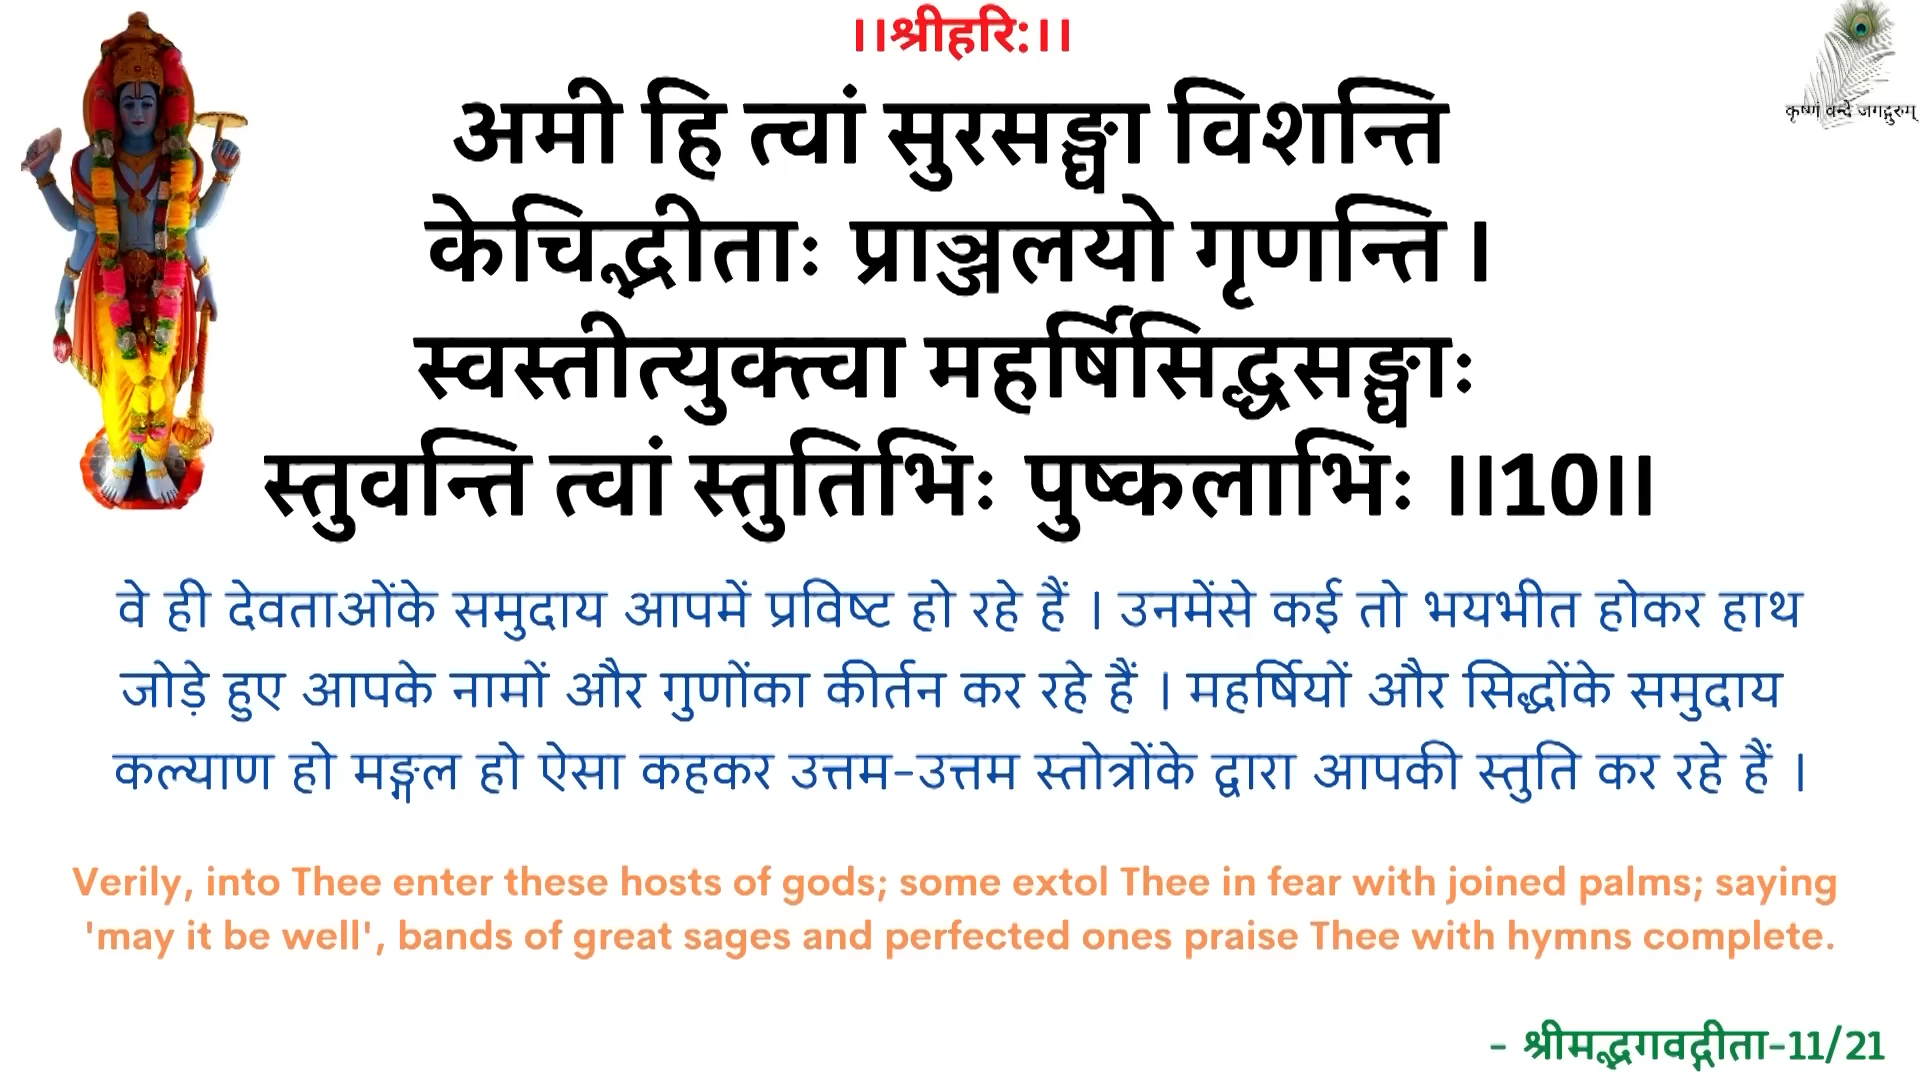 ।।श्रीहरि:।।
कृष्णं वन्दे जगद्गुरुम्
अमी हि त्वां सुरसङ्घा विशन्ति
केचिद्भीताः प्राञ्जलयो गृणन्ति ।
स्वस्तीत्युक्त्वा महर्षिसिद्धसङ्घाः
स्तुवन्ति त्वां स्तुतिभिः पुष्कलाभिः ॥10॥
वे ही देवताओंके समुदाय आपमें प्रविष्ट हो रहे हैं । उनमेंसे कई तो भयभीत होकर हाथ
जोड़े हुए आपके नामों और गुणोंका कीर्तन कर रहे हैं । महर्षियों और सिद्धोंके समुदाय
कल्याण हो मङ्गल हो ऐसा कहकर उत्तम-उत्तम स्तोत्रोंके द्वारा आपकी स्तुति कर रहे हैं ।
Verily, into Thee enter these hosts of gods; some extol Thee in fear with joined palms; saying
'may it be well', bands of great sages and perfected ones praise Thee with hymns complete.
- श्रीमद्भगवद्गीता-11/21